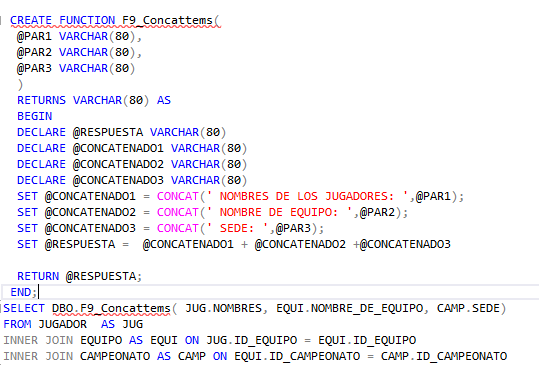 CREATE FUNCTION F9_Concattems(
@PAR1 VARCHAR(80),
@PAR2 VARCHAR(80),
@PAR3 VARCHAR(80)
)
RETURNS VARCHAR(80) AS
BEGIN
DECLARE @RESPUESTA VARCHAR(80)
DECLARE @CONCATENADO1 VARCHAR(80)
DECLARE @CONCATENADO2 VARCHAR(80)
DECLARE @CONCATENADO3 VARCHAR(80)
SET @CONCATENADO1 = CONCAT(' NOMBRES DE LOS JUGADORES: ',@PAR1);
SET @CONCATENADO2 = CONCAT(' NOMBRE DE EQUIPO: ',@PAR2);
SET @CONCATENADO3 = CONCAT(' SEDE: ',@PAR3);
SET @RESPUESTA =  @CONCATENADO1 + @CONCATENADO2 +@CONCATENADO3
RETURN @RESPUESTA;
END;
SELECT DBO.F9_Concattems( JUG.NOMBRES, EQUI.NOMBRE_DE_EQUIPO, CAMP.SEDE)
FROM JUGADOR  AS JUG
INNER JOIN EQUIPO AS EQUI ON JUG.ID_EQUIPO = EQUI.ID_EQUIPO
INNER JOIN CAMPEONATO AS CAMP ON EQUI.ID_CAMPEONATO = CAMP.ID_CAMPEONATO